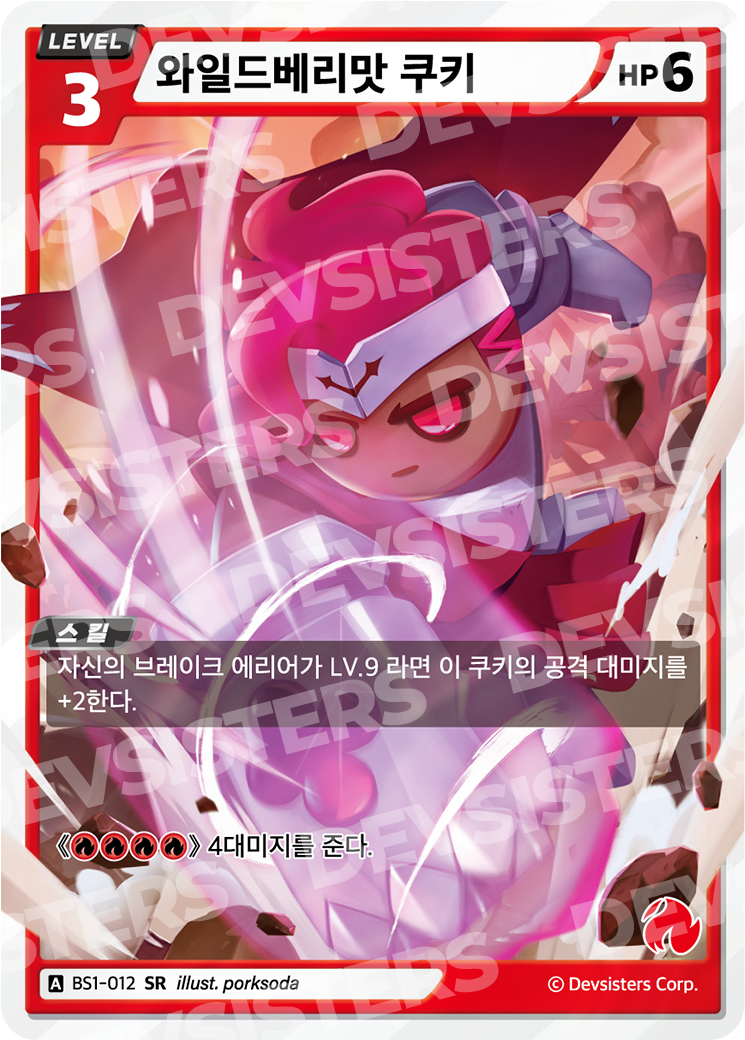 LEVEL
3
와일드베리맛 쿠키
HP 6
스킬
자신의 브레이크 에리어가 LV.9 라면 이 쿠키의 공격 대미지를
+2한다.
《》 4대미지를 준다.
A BS1-012 SR illust. porksoda
© Devsisters Corp.
DEVSISTERS